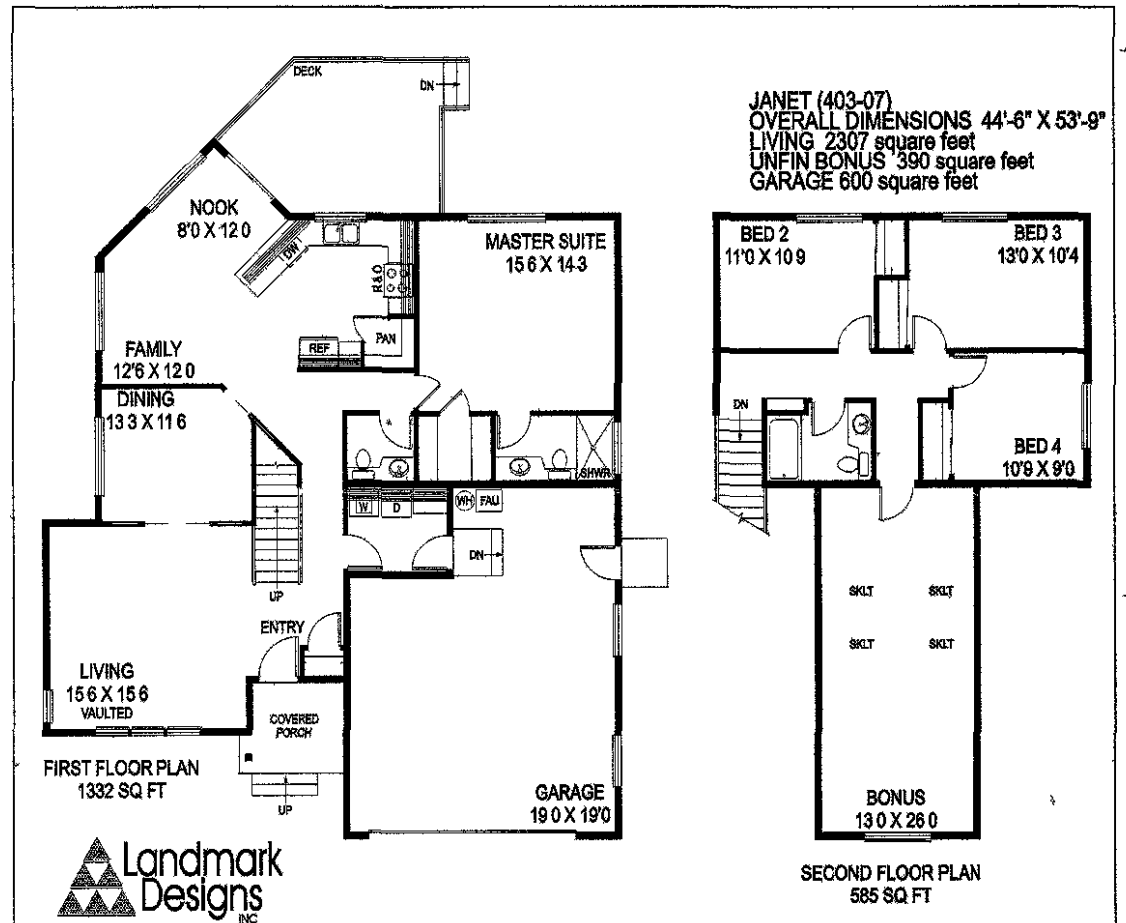 DECK
DN
JANET (403-07)
OVERALL DIMENSIONS 44'-6" X 53'-9"
LIVING 2307 square feet
UNFIN BONUS 390 square feet
GARAGE 600 square feet
NOOK
8'0 X 12 0
DW
R&O
MASTER SUITE
15 6 X 14 3
BED 2
11'0 X 10 9
BED 3
13'0 X 10'4
REF
PAN
FAMILY
12'6 X 12 0
DINING
13 3 X 11 6
DN
BED 4
10'9 X 9'0
SHWR
W
D
WH
FAU
DN
UP
ENTRY
SKLT
SKLT
SKLT
SKLT
LIVING
15 6 X 15 6
VAULTED
COVERED
PORCH
UP
FIRST FLOOR PLAN
1332 SQ FT
GARAGE
19 0 X 19'0
BONUS
13 0 X 26 0
SECOND FLOOR PLAN
585 SQ FT
Landmark
Designs
INC